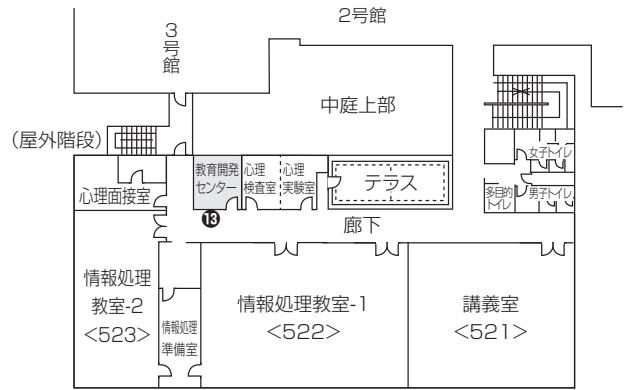 2号館
3号館
中庭上部
(屋外階段)
教育開発
センター
心理
検査室
心理
実験室
テラス
女子トイレ
心理面接室
多目的
トイレ
男子トイレ
⓭
廊下
情報処理
教室-2
<523>
情報処理
準備室
情報処理教室-1
<522>
講義室
<521>